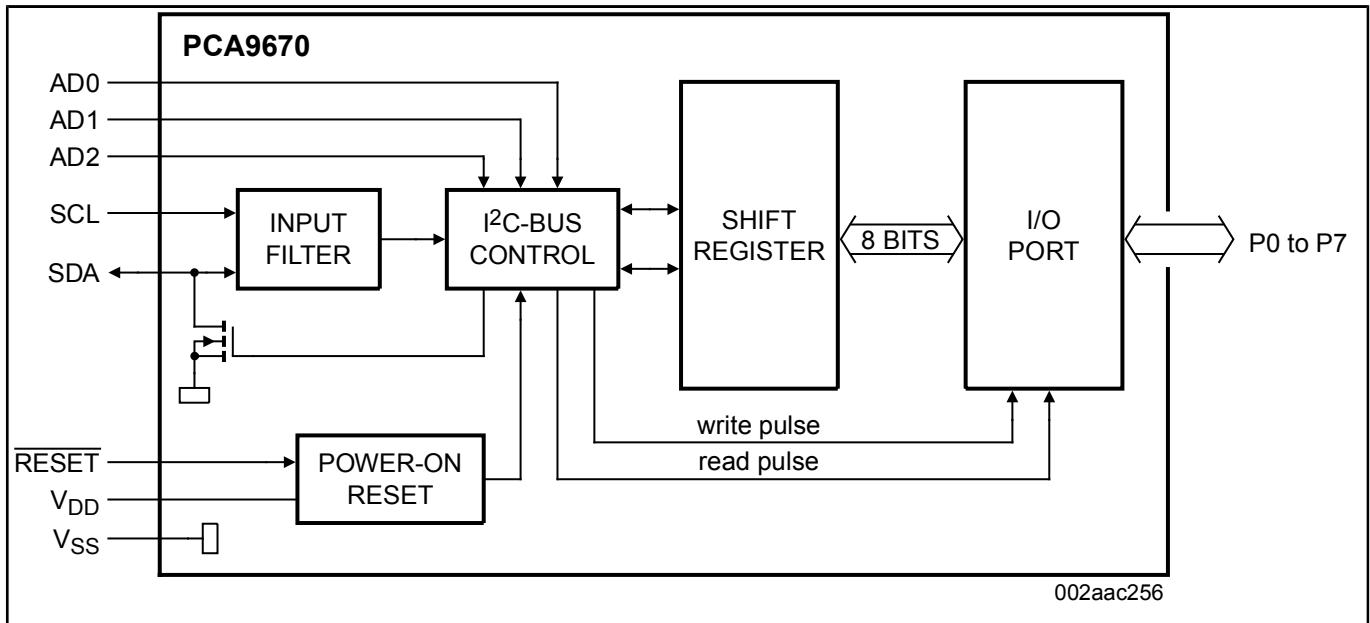 PCA9670
AD0
AD1
AD2
SCL
SDA
INPUT
FILTER
I²C-BUS
CONTROL
SHIFT
REGISTER
8 BITS
I/O
PORT
P0 to P7
write pulse
read pulse
RESET
VDD
VSS
POWER-ON
RESET
002aac256